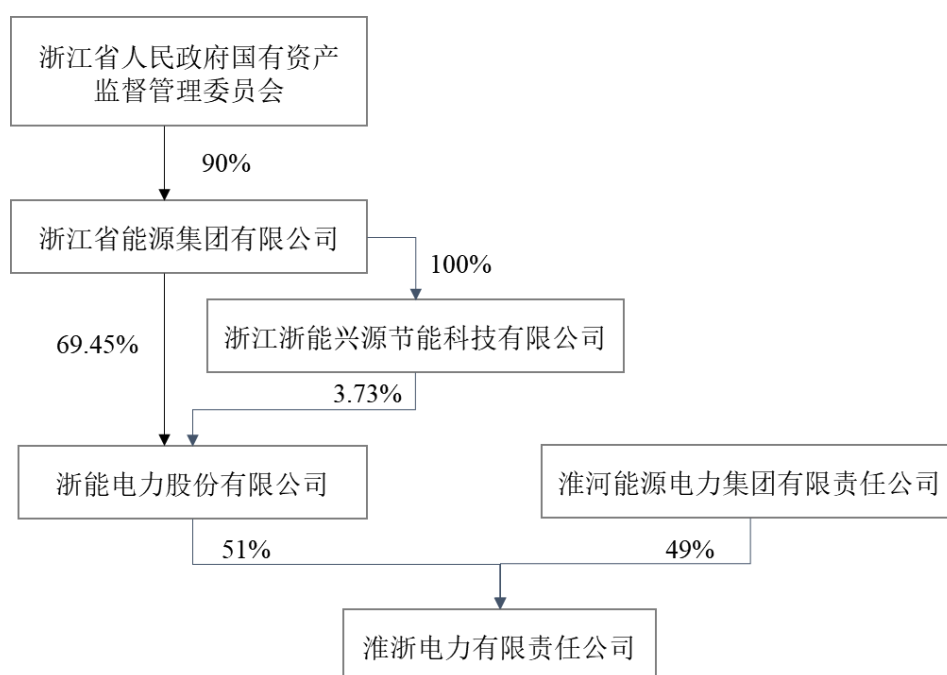 浙江省人民政府国有资产
监督管理委员会
90%
浙江省能源集团有限公司
100%
69.45%
浙江浙能兴源节能科技有限公司
3.73%
浙能电力股份有限公司
淮河能源电力集团有限责任公司
51%
49%
淮浙电力有限责任公司